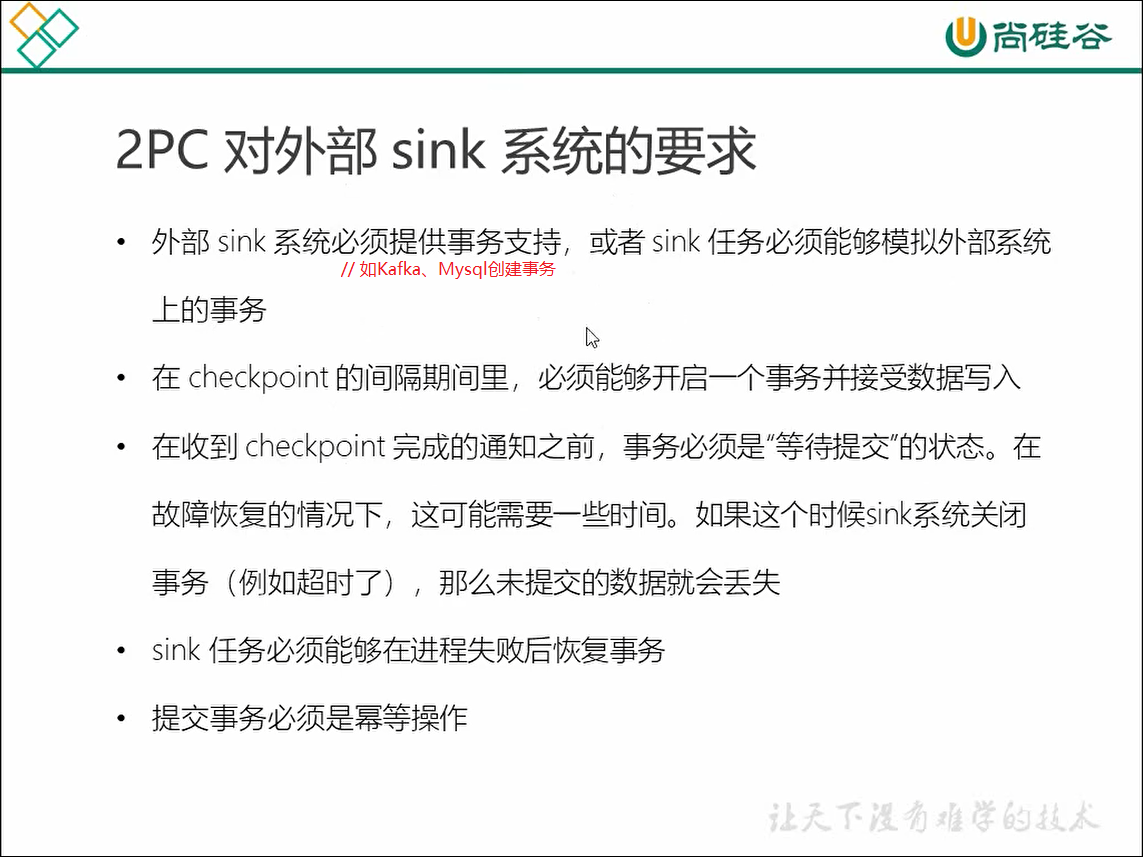 尚硅谷
2PC 对外部 sink 系统的要求
• 外部 sink 系统必须提供事务支持，或者 sink 任务必须能够模拟外部系统
// 如Kafka、Mysql创建事务
上的事务
• 在 checkpoint 的间隔期间里，必须能够开启一个事务并接受数据写入
• 在收到 checkpoint 完成的通知之前，事务必须是“等待提交”的状态。在
故障恢复的情况下，这可能需要一些时间。如果这个时候sink系统关闭
事务（例如超时了），那么未提交的数据就会丢失
• sink 任务必须能够在进程失败后恢复事务
• 提交事务必须是幂等操作
让天下没有难学的技术